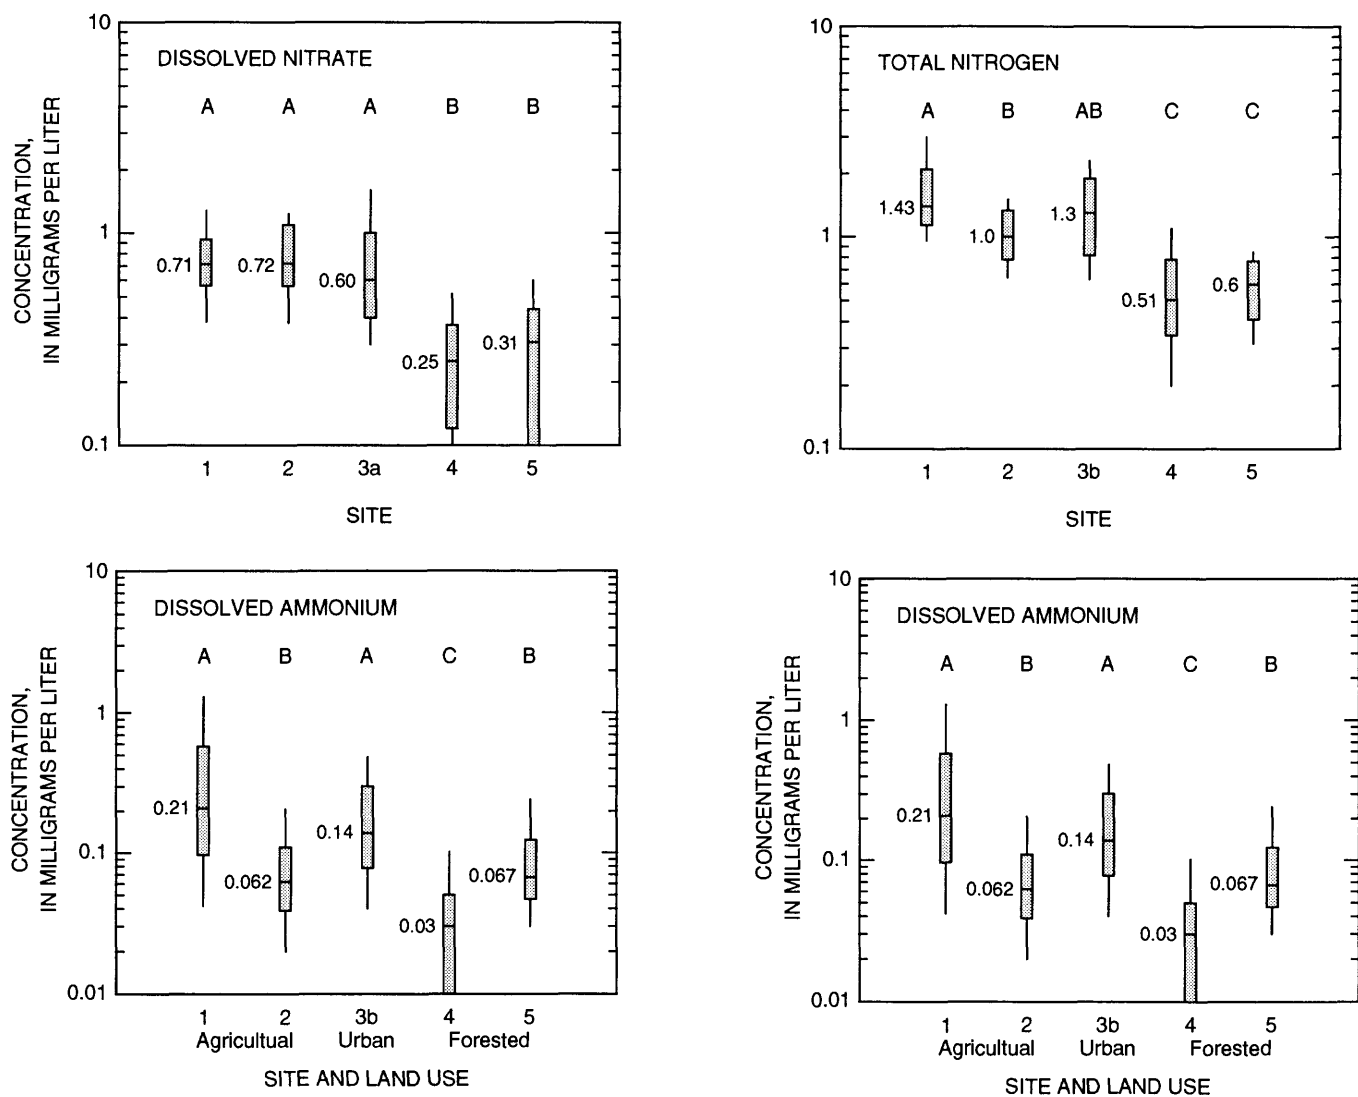 DISSOLVED NITRATE
CONCENTRATION,
IN MILLIGRAMS PER LITER
10
1
0.1
A A A B B
0.71 0.72 0.60 0.25 0.31
1 2 3a 4 5
SITE
TOTAL NITROGEN
10
1
0.1
A B AB C C
1.43 1.0 1.3 0.51 0.6
1 2 3b 4 5
SITE
DISSOLVED AMMONIUM
CONCENTRATION,
IN MILLIGRAMS PER LITER
10
1
0.1
0.01
A B A C B
0.21 0.062 0.14 0.03 0.067
1 2 3b 4 5
Agricultual Urban Forested
SITE AND LAND USE
DISSOLVED AMMONIUM
CONCENTRATION,
IN MILLIGRAMS PER LITER
10
1
0.1
0.01
A B A C B
0.21 0.062 0.14 0.03 0.067
1 2 3b 4 5
Agricultual Urban Forested
SITE AND LAND USE